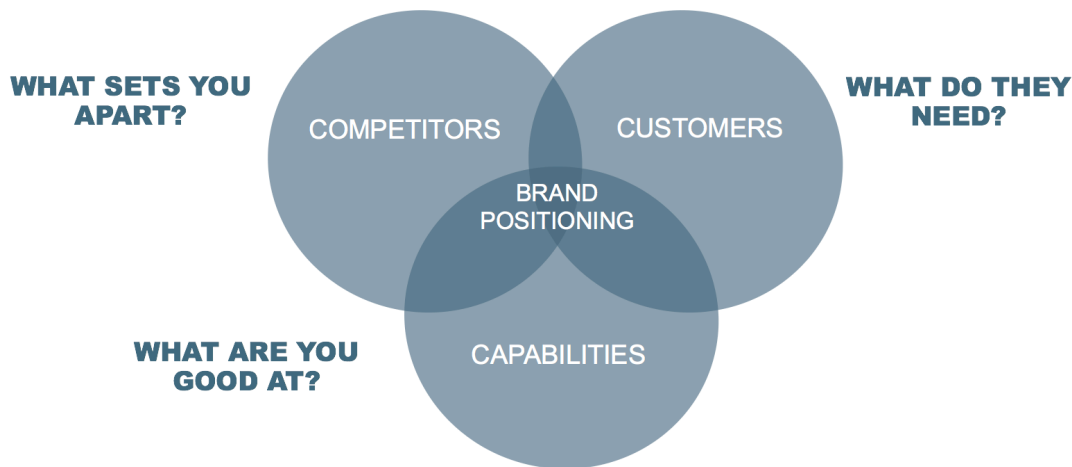 WHAT SETS YOU
APART?
COMPETITORS
CUSTOMERS
WHAT DO THEY
NEED?
BRAND
POSITIONING
WHAT ARE YOU
GOOD AT?
CAPABILITIES